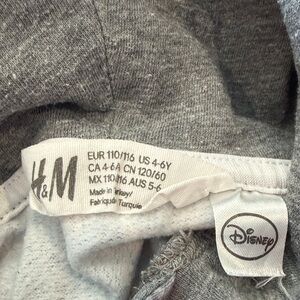 H&M
EUR 110/116 US 4-6Y
CA 4-6A CN 120/60
MX 110/116 AUS 5-6
Made in Turkey/
Fabriqué Turquie
Disney